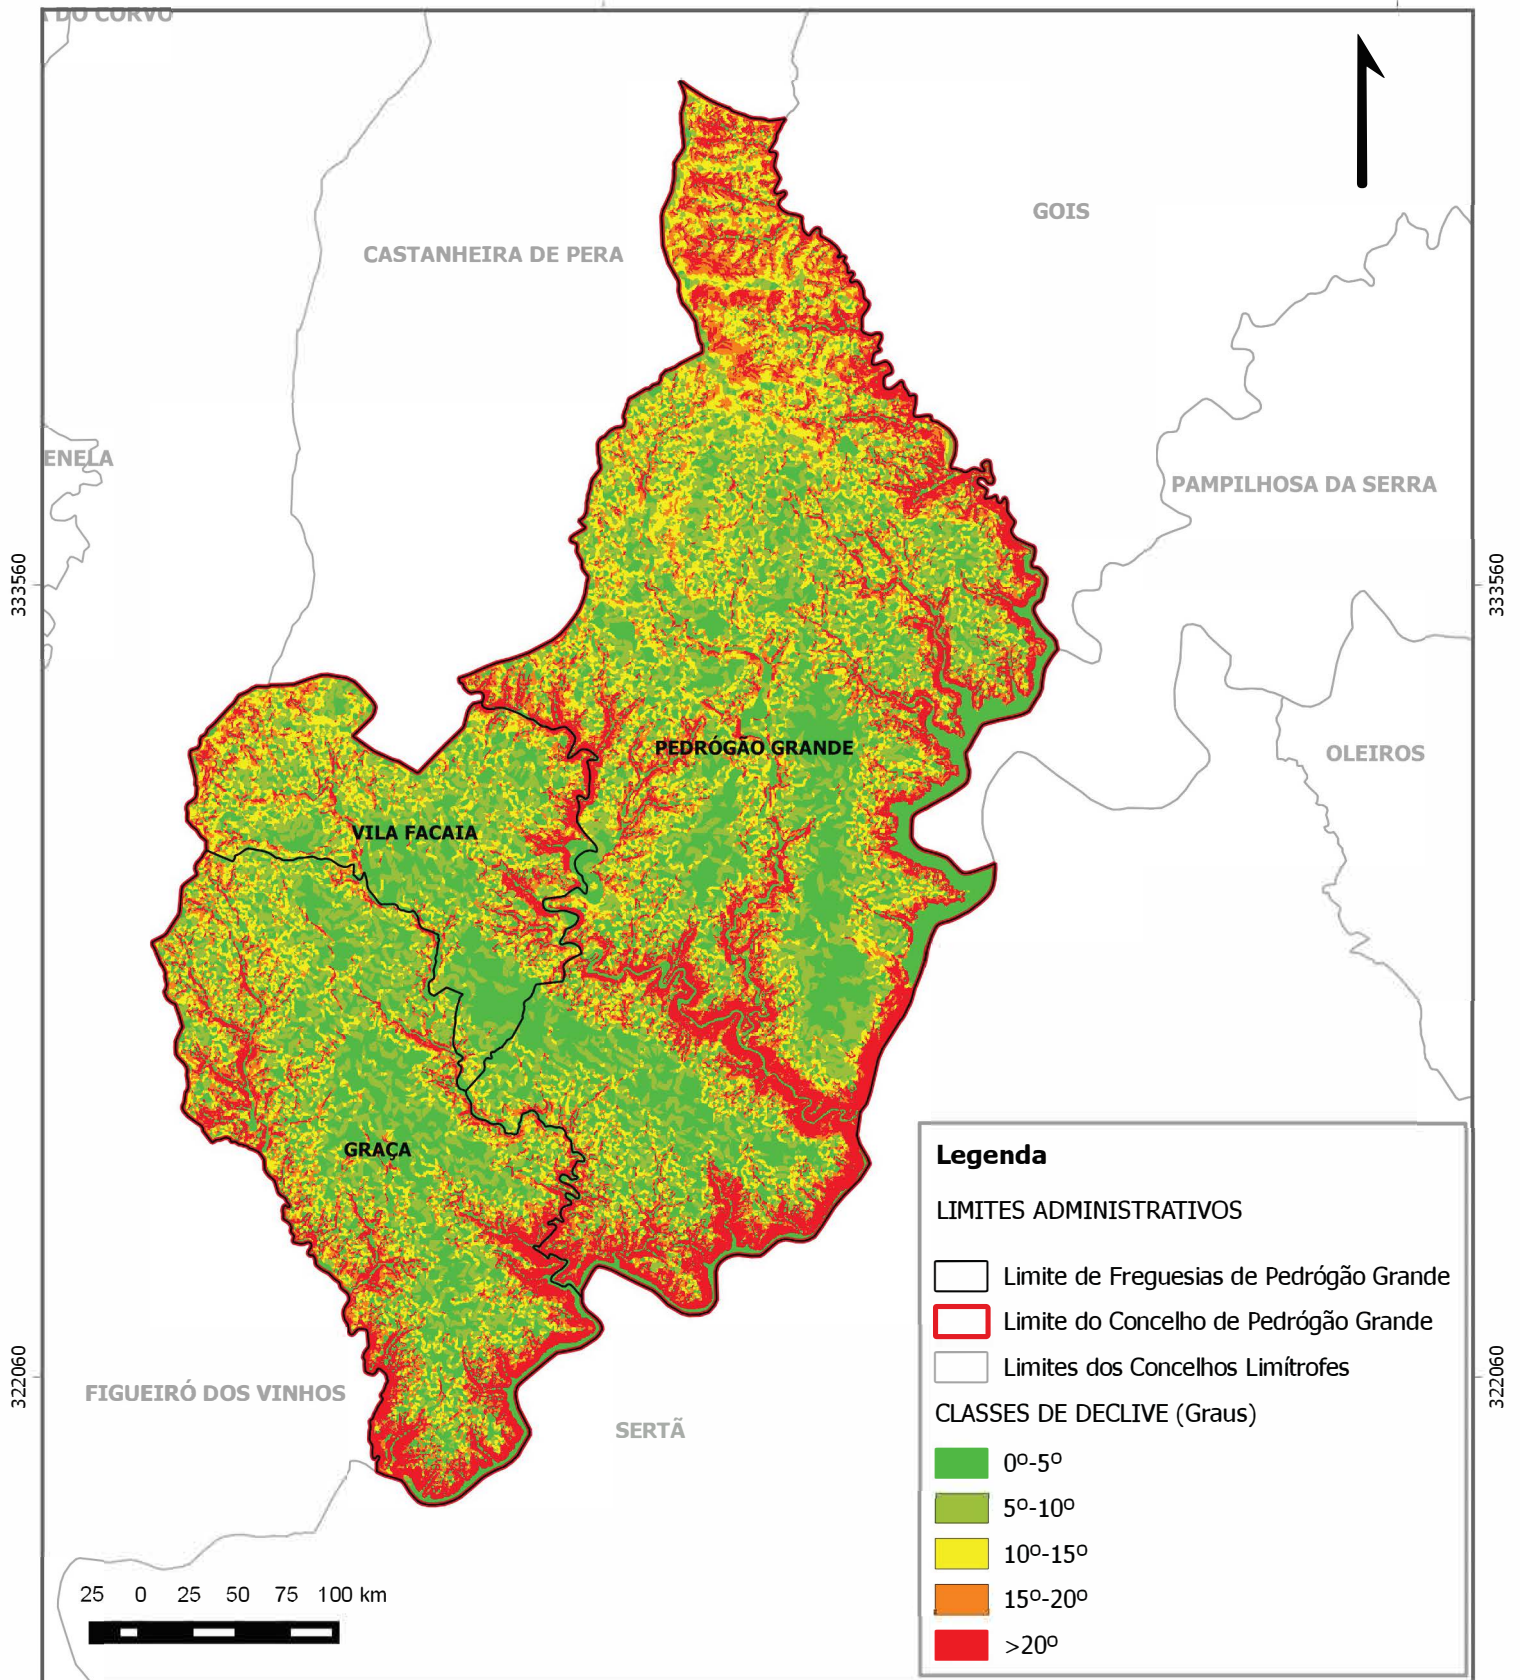 DO CORVO
GOIS
CASTANHEIRA DE PERA
ENELA
PAMPILHOSA DA SERRA
333560
333560
PEDRÓGÃO GRANDE
OLEIROS
VILA FACAIA
GRAÇA
322060
322060
FIGUEIRÓ DOS VINHOS
SERTÃ
Legenda
LIMITES ADMINISTRATIVOS
Limite de Freguesias de Pedrógão Grande
Limite do Concelho de Pedrógão Grande
Limites dos Concelhos Limítrofes
CLASSES DE DECLIVE (Graus)
0º-5º
5º-10º
10º-15º
15º-20º
>20º
25 0 25 50 75 100 km